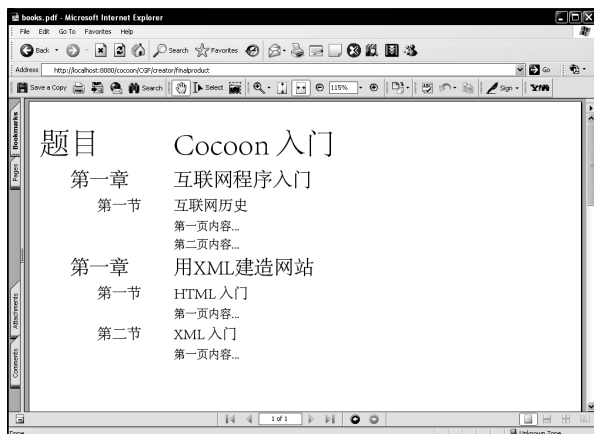 books.pdf - Microsoft Internet Explorer
File Edit Go To Favorites Help
Back Search Favorites
Address http://localhost:8080/cocoon/CGP/creator/finalproduct Go
Save a Copy Search Select 115% Sign Y!
Bookmarks
Pages
Attachments
Comments
题目 Cocoon 入门
第一章 互联网程序入门
第一节 互联网历史
第一页内容...
第二页内容...
第一章 用XML建造网站
第一节 HTML 入门
第一页内容...
第二节 XML 入门
第一页内容...
1 of 1
Done Unknown Zone